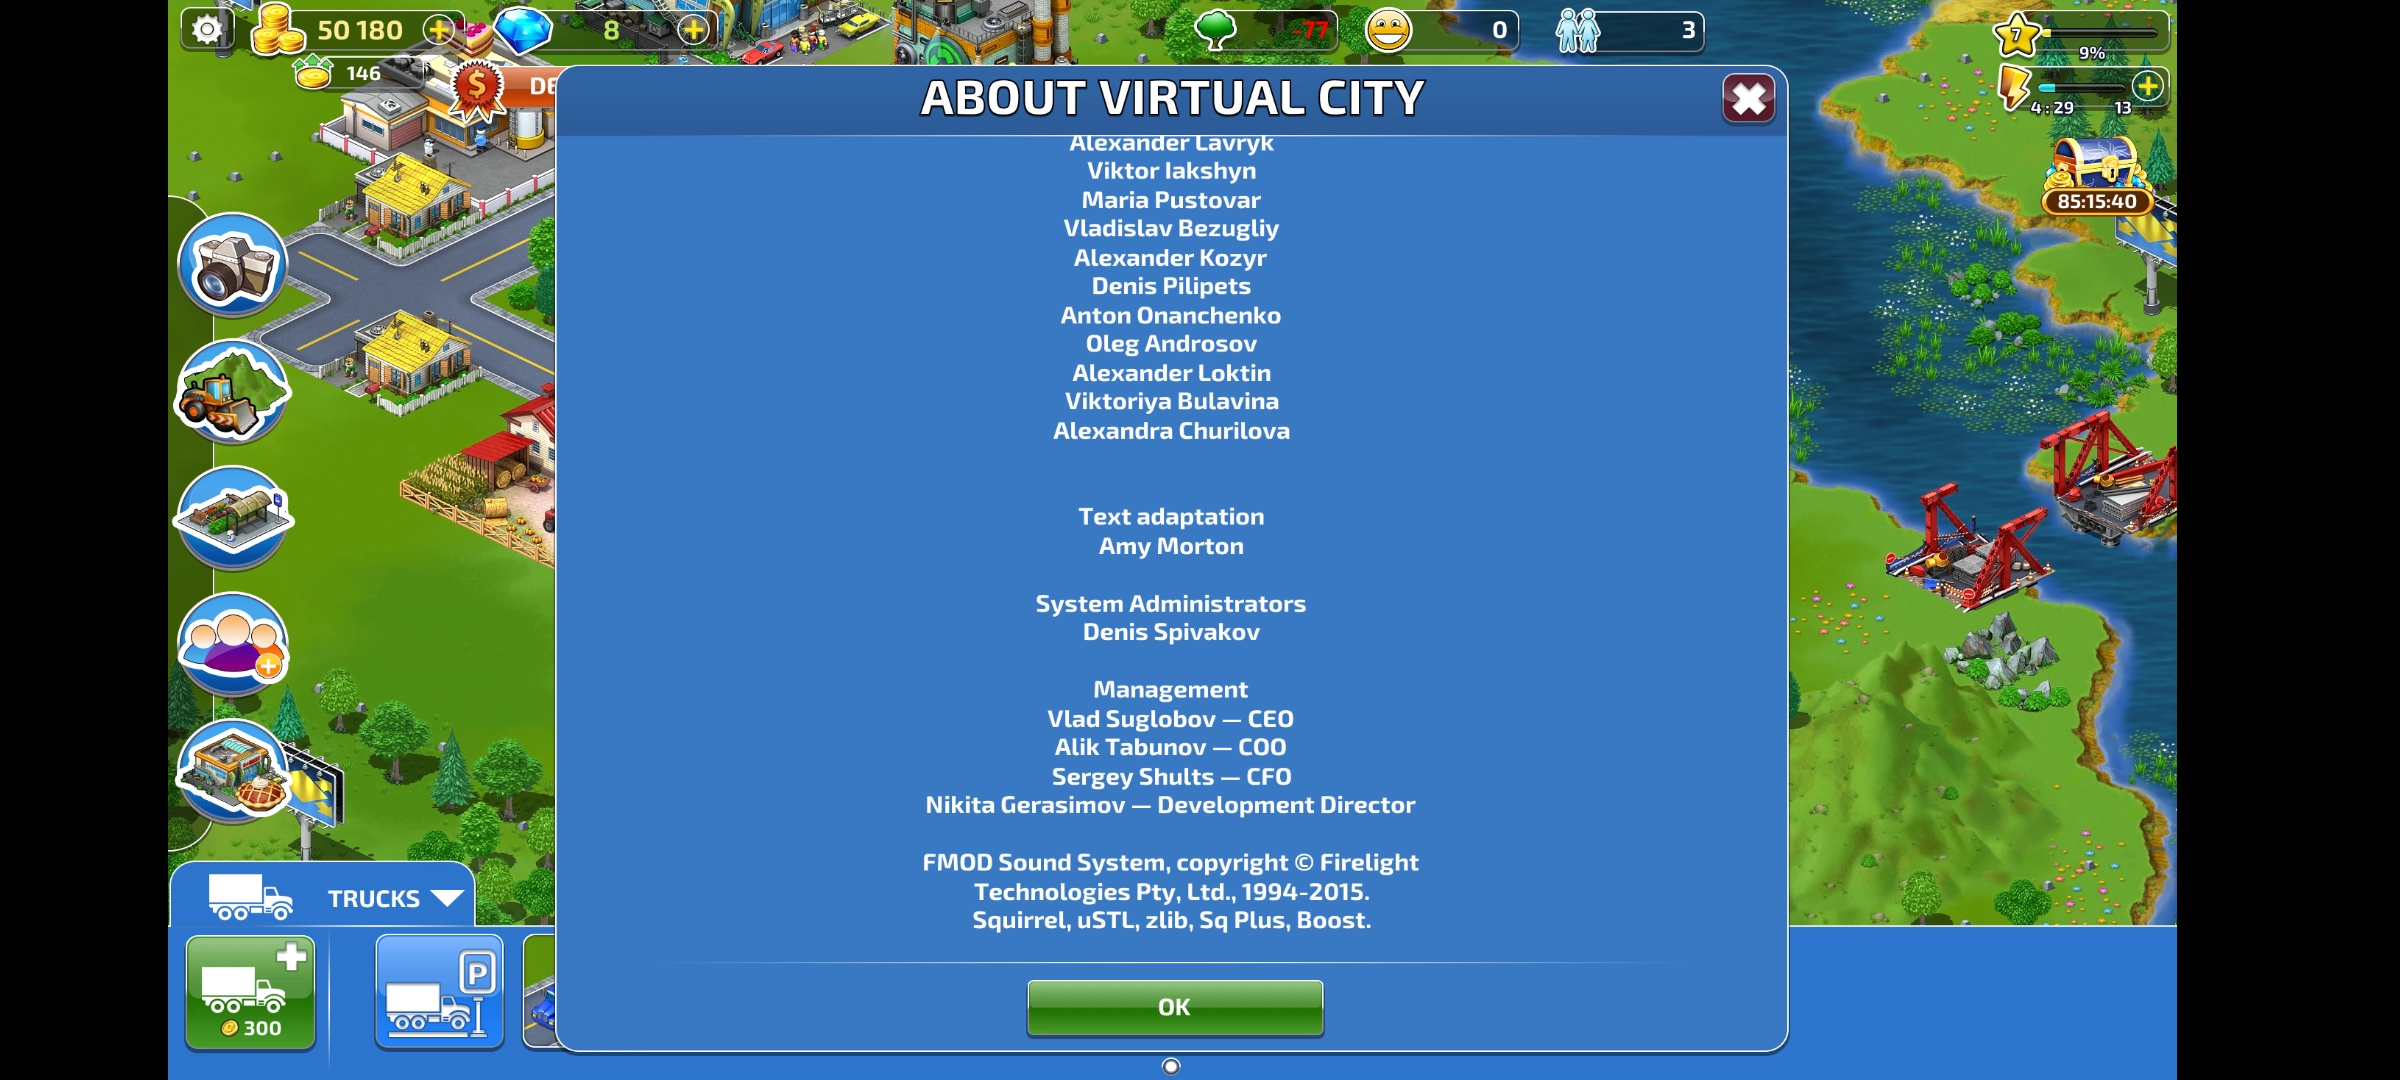 50 180
8
-77
0
3
7
9%
146
DE
4:29
13
85:15:40
ABOUT VIRTUAL CITY
Alexander Lavryk
Viktor Iakshyn
Maria Pustovar
Vladislav Bezugliy
Alexander Kozyr
Denis Pilipets
Anton Onanchenko
Oleg Androsov
Alexander Loktin
Viktoriya Bulavina
Alexandra Churilova
Text adaptation
Amy Morton
System Administrators
Denis Spivakov
Management
Vlad Suglobov — CEO
Alik Tabunov — COO
Sergey Shults — CFO
Nikita Gerasimov — Development Director
FMOD Sound System, copyright © Firelight
Technologies Pty, Ltd., 1994-2015.
Squirrel, uSTL, zlib, Sq Plus, Boost.
OK
TRUCKS
P
300